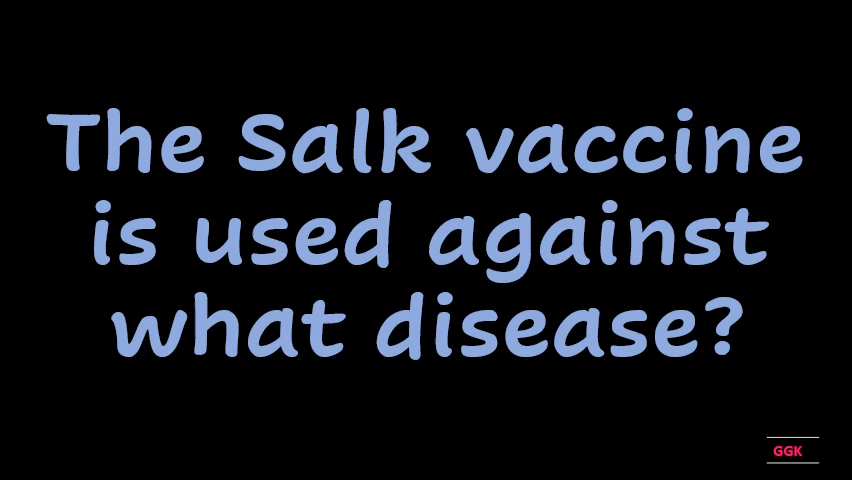 The Salk vaccine
is used against
what disease?
GGK